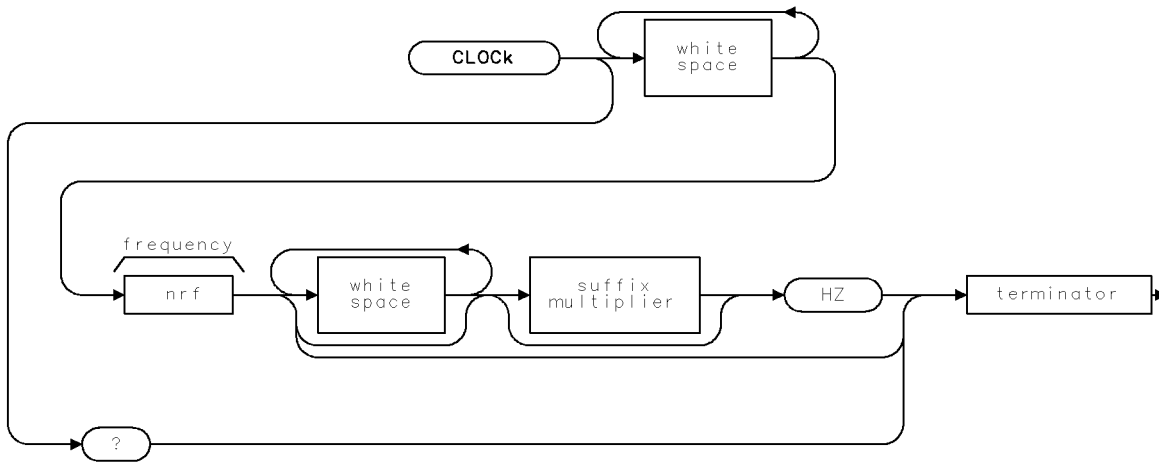 CLOCk
white
space
frequency
nrf
white
space
suffix
multiplier
HZ
terminator
?